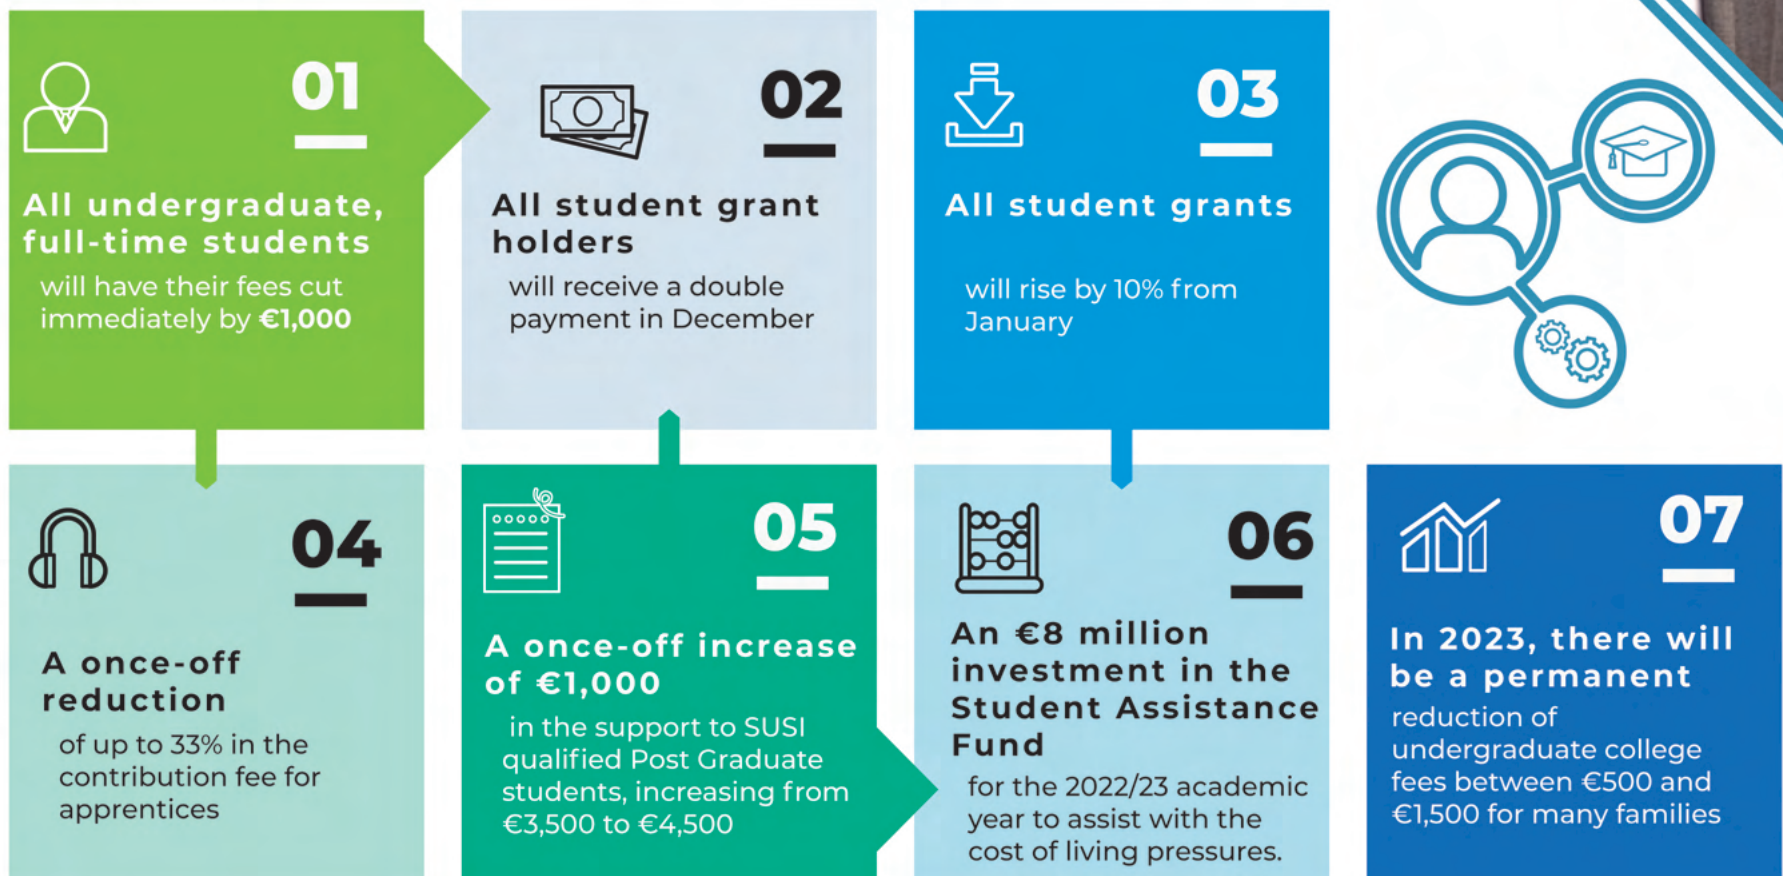 01
All undergraduate,
full-time students
will have their fees cut
immediately by €1,000
02
All student grant
holders
will receive a double
payment in December
03
All student grants
will rise by 10% from
January
04
A once-off
reduction
of up to 33% in the
contribution fee for
apprentices
05
A once-off increase
of €1,000
in the support to SUSI
qualified Post Graduate
students, increasing from
€3,500 to €4,500
06
An €8 million
investment in the
Student Assistance
Fund
for the 2022/23 academic
year to assist with the
cost of living pressures.
07
In 2023, there will
be a permanent
reduction of
undergraduate college
fees between €500 and
€1,500 for many families